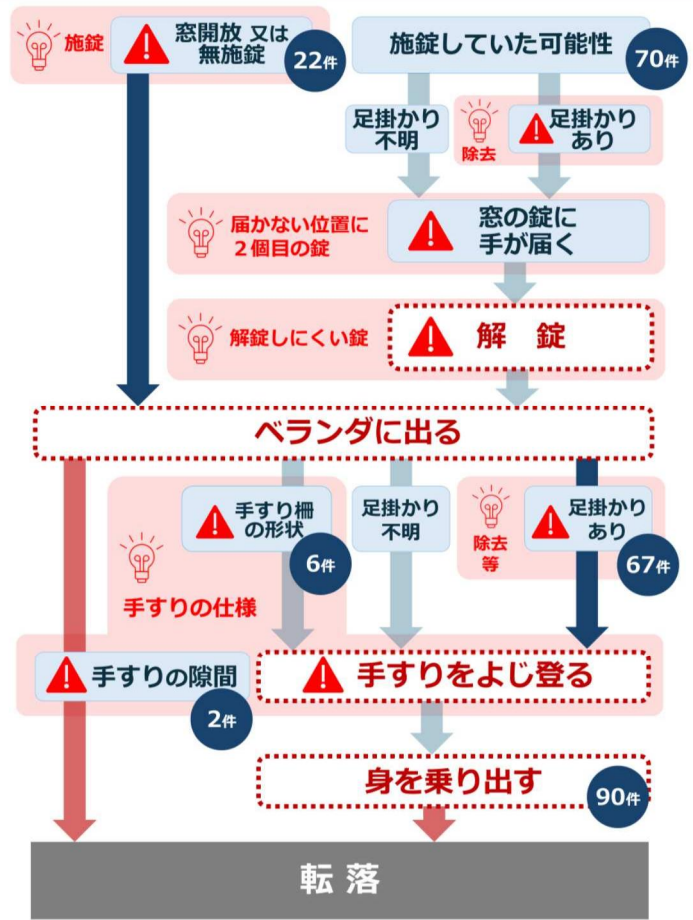 施錠
窓開放 又は
無施錠
22件
施錠していた可能性
70件
足掛かり
不明
除去
足掛かり
あり
届かない位置に
2個目の錠
窓の錠に
手が届く
解錠しにくい錠
解 錠
ベランダに出る
手すり柵
の形状
6件
手すりの仕様
足掛かり
不明
除去
等
足掛かり
あり
67件
手すりの隙間
2件
手すりをよじ登る
身を乗り出す
90件
転 落